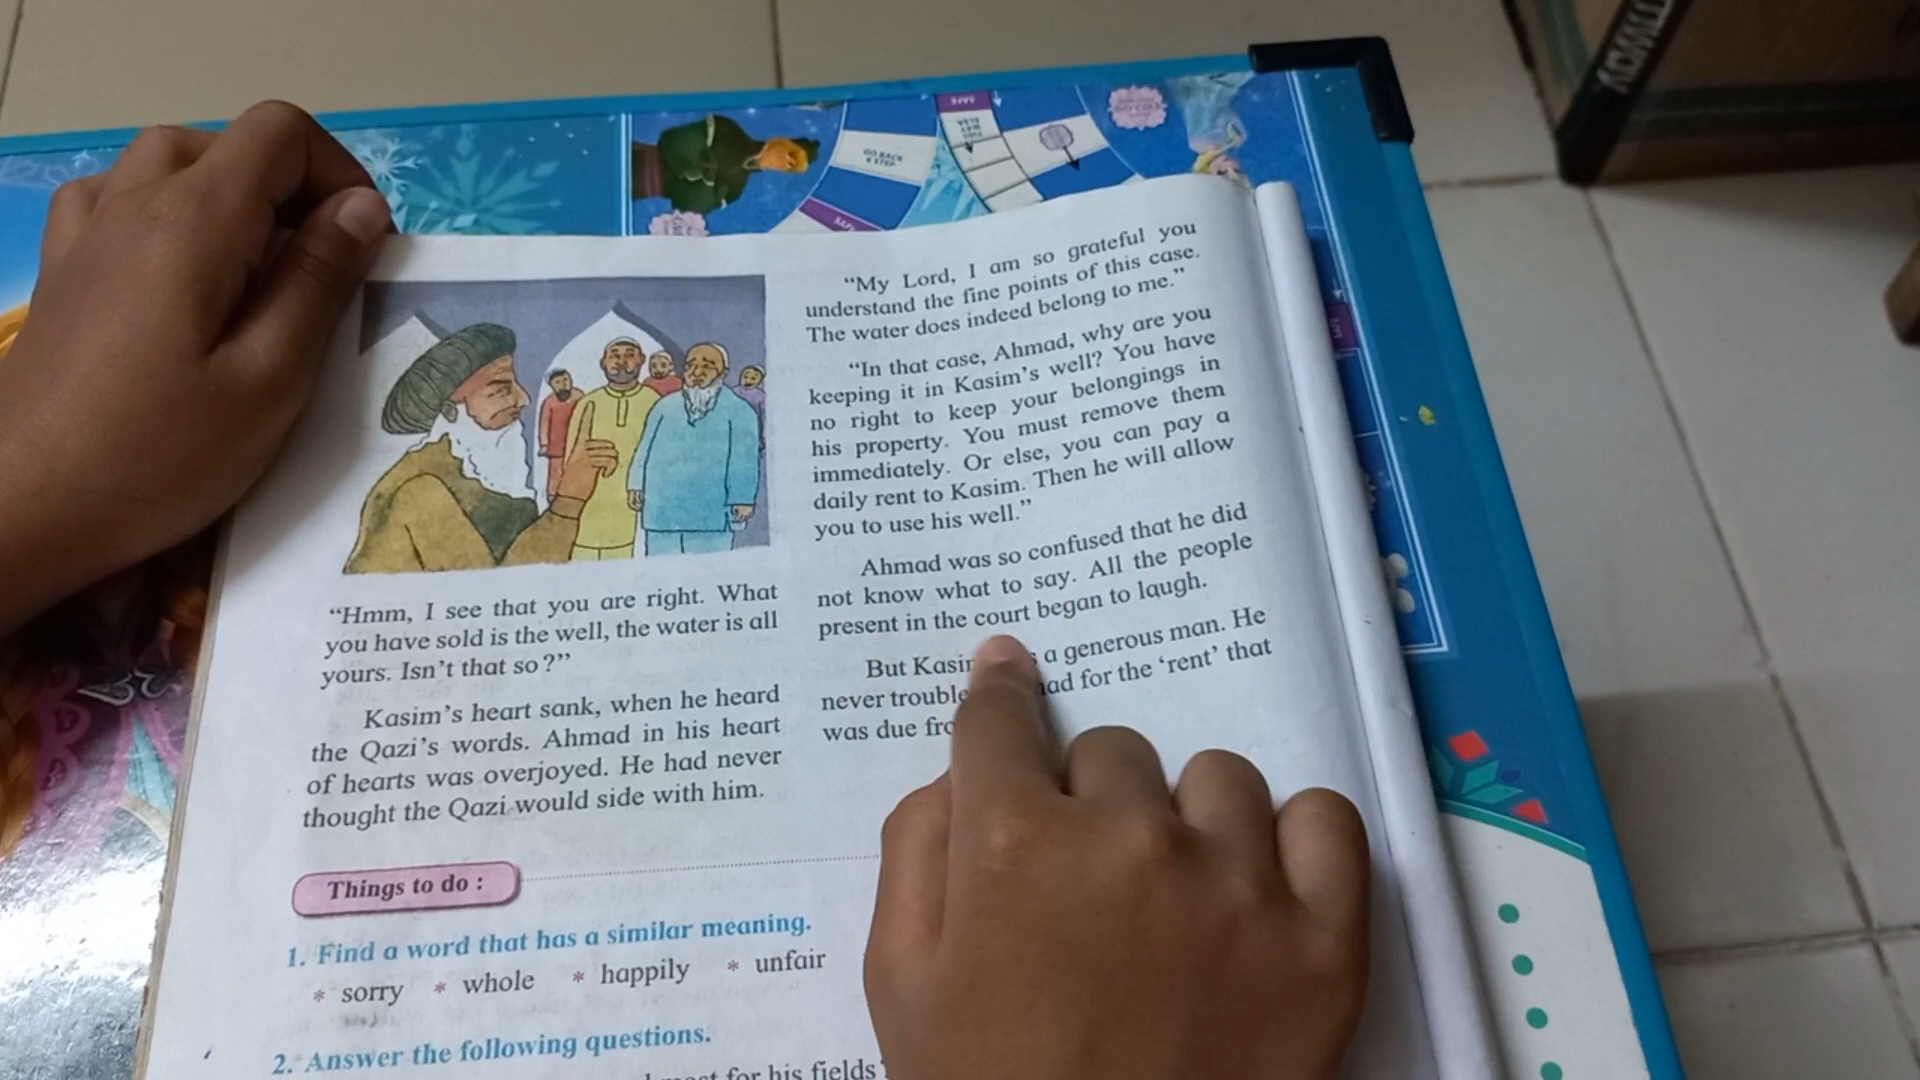 “Hmm, I see that you are right. What
you have sold is the well, the water is all
yours. Isn’t that so?”
Kasim’s heart sank, when he heard
the Qazi’s words. Ahmad in his heart
of hearts was overjoyed. He had never
thought the Qazi would side with him.
“My Lord, I am so grateful you
understand the fine points of this case.
The water does indeed belong to me.”
“In that case, Ahmad, why are you
keeping it in Kasim’s well? You have
no right to keep your belongings in
his property. You must remove them
immediately. Or else, you can pay a
daily rent to Kasim. Then he will allow
you to use his well.”
Ahmad was so confused that he did
not know what to say. All the people
present in the court began to laugh.
But a generous man. He
never for the ‘rent’ that
was due
Things to do :
1. Find a word that has a similar meaning.
* sorry * whole * happily * unfair
2. Answer the following questions.
for his fields
GO BACK
SAFE
SAFE